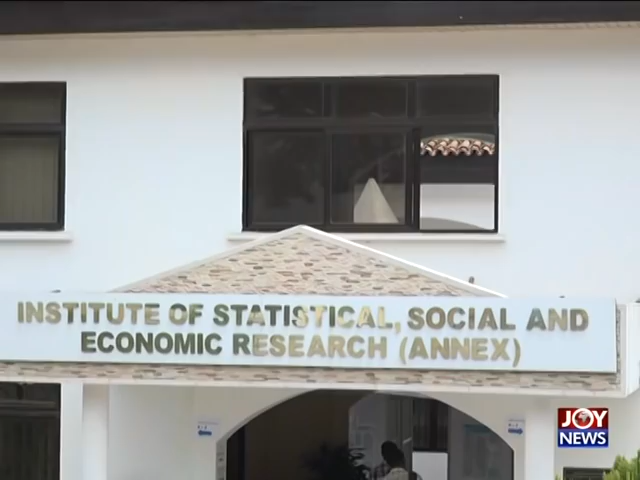 INSTITUTE OF STATISTICAL, SOCIAL AND
ECONOMIC RESEARCH (ANNEX)
JOY
NEWS